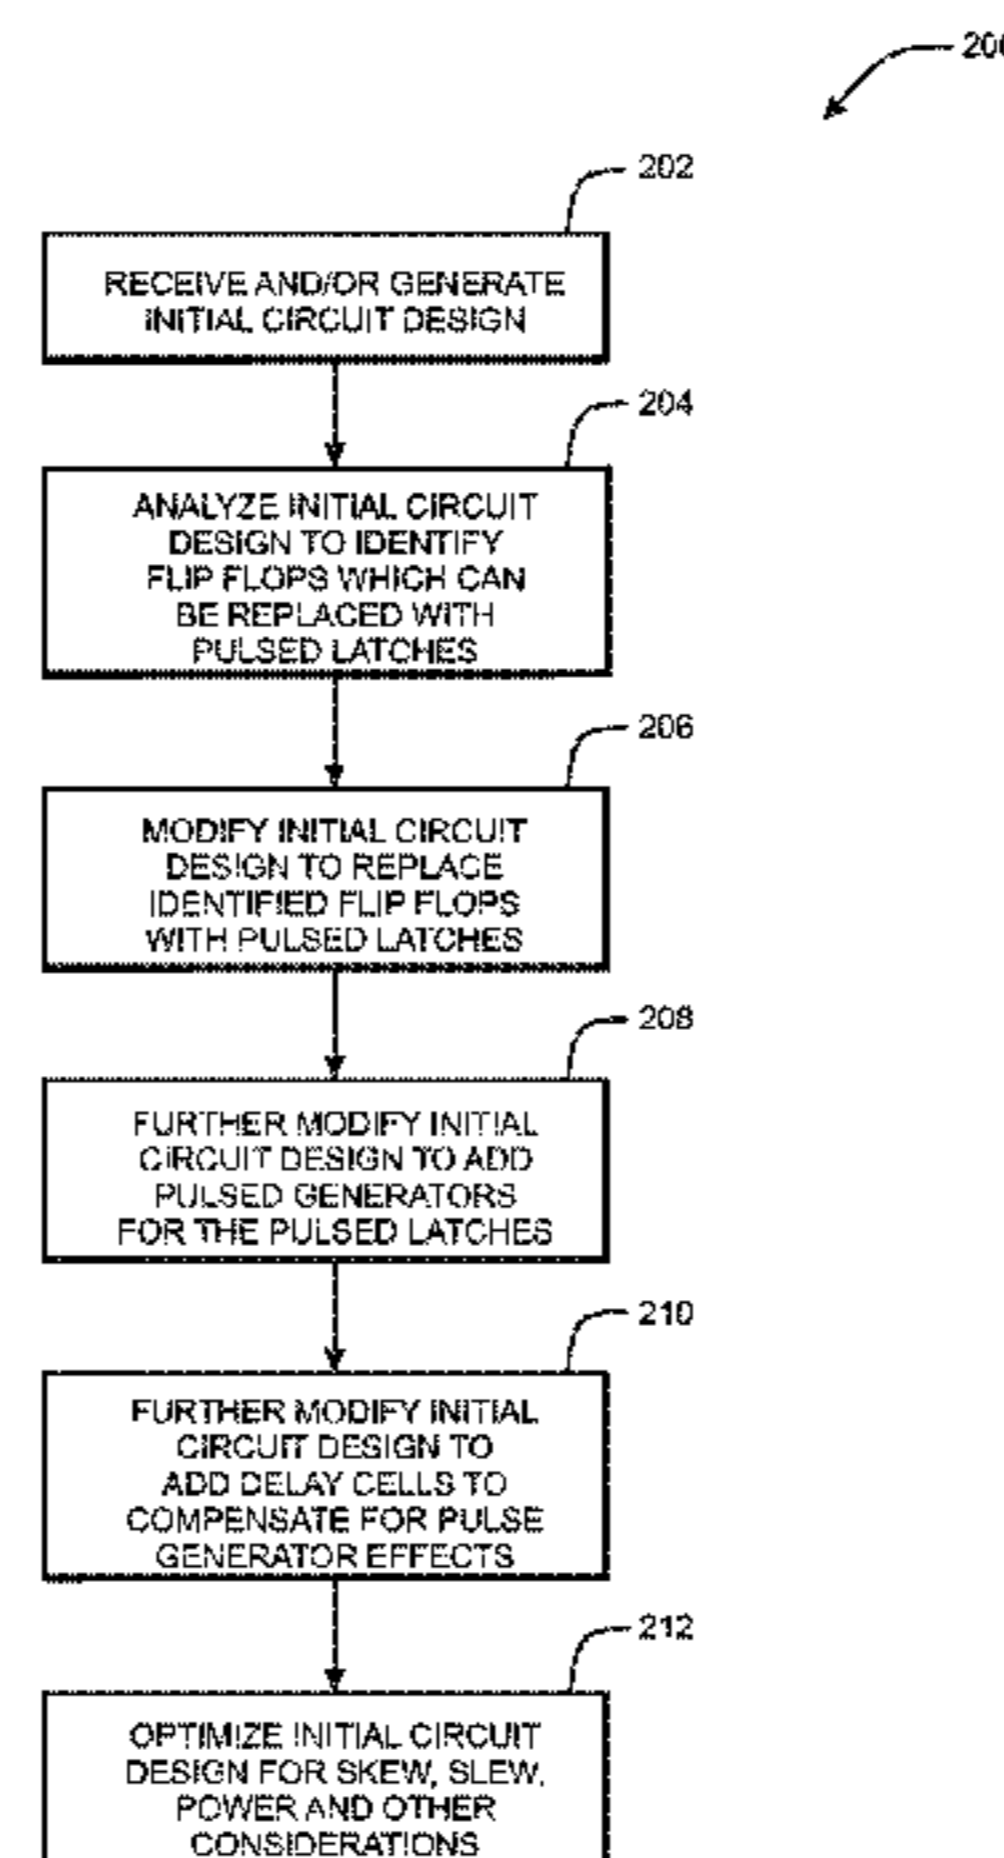 202
RECEIVE AND/OR GENERATE
INITIAL CIRCUIT DESIGN
204
ANALYZE INITIAL CIRCUIT
DESIGN TO IDENTIFY
FLIP FLOPS WHICH CAN
BE REPLACED WITH
PULSED LATCHES
206
MODIFY INITIAL CIRCUIT
DESIGN TO REPLACE
IDENTIFIED FLIP FLOPS
WITH PULSED LATCHES
208
FURTHER MODIFY INITIAL
CIRCUIT DESIGN TO ADD
PULSED GENERATORS
FOR THE PULSED LATCHES
210
FURTHER MODIFY INITIAL
CIRCUIT DESIGN TO
ADD DELAY CELLS TO
COMPENSATE FOR PULSE
GENERATOR EFFECTS
212
OPTIMIZE INITIAL CIRCUIT
DESIGN FOR SKEW, SLEW,
POWER AND OTHER
CONSIDERATIONS